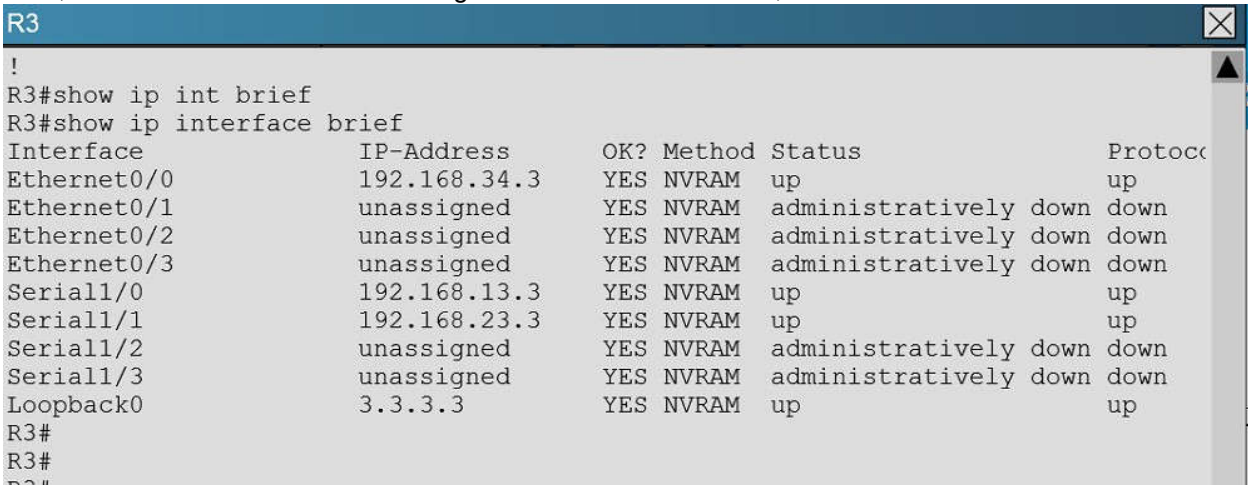 R3
!
R3#show ip int brief
R3#show ip interface brief
Interface IP-Address OK? Method Status Protoco
Ethernet0/0 192.168.34.3 YES NVRAM up up
Ethernet0/1 unassigned YES NVRAM administratively down down
Ethernet0/2 unassigned YES NVRAM administratively down down
Ethernet0/3 unassigned YES NVRAM administratively down down
Serial1/0 192.168.13.3 YES NVRAM up up
Serial1/1 192.168.23.3 YES NVRAM up up
Serial1/2 unassigned YES NVRAM administratively down down
Serial1/3 unassigned YES NVRAM administratively down down
Loopback0 3.3.3.3 YES NVRAM up up
R3#
R3#